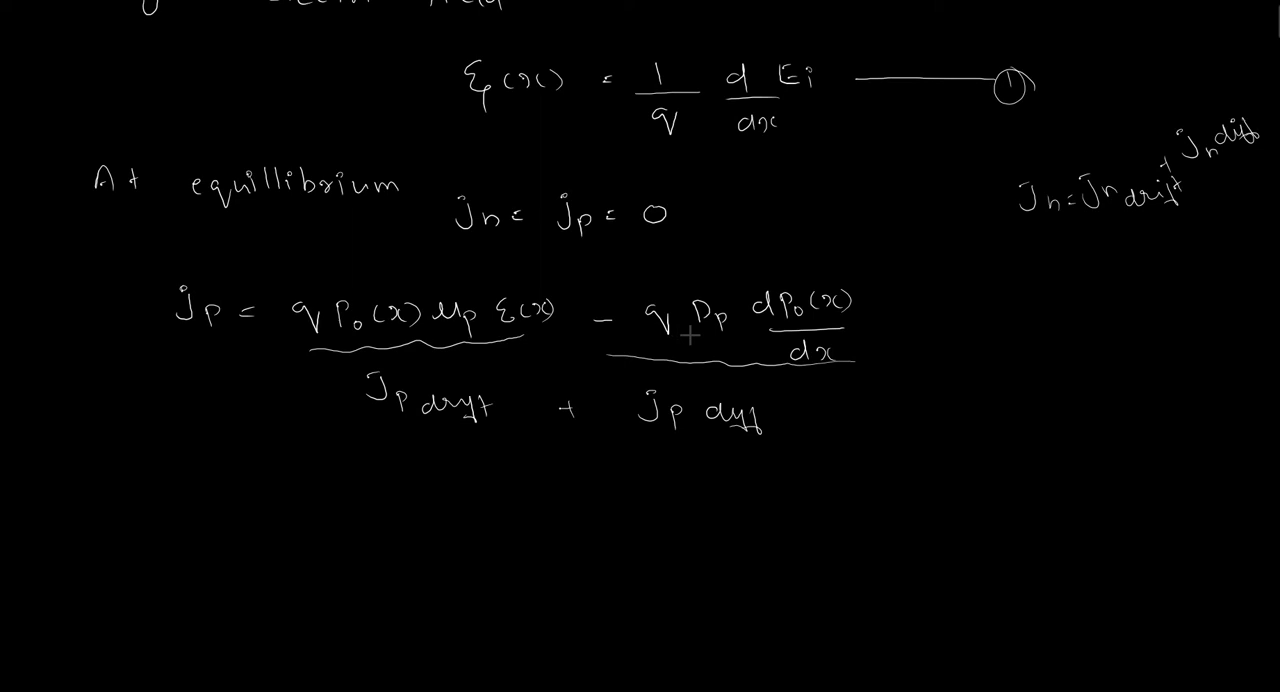 ξ(x) = 1/q d/dx Ei ——— ①
At equillibrium
jn = jp = 0
Jn = Jn drift + Jn diff
jp = q P₀(x) μp ξ(x) - q Dp dP₀(x)/dx
Jp drift + jp diff